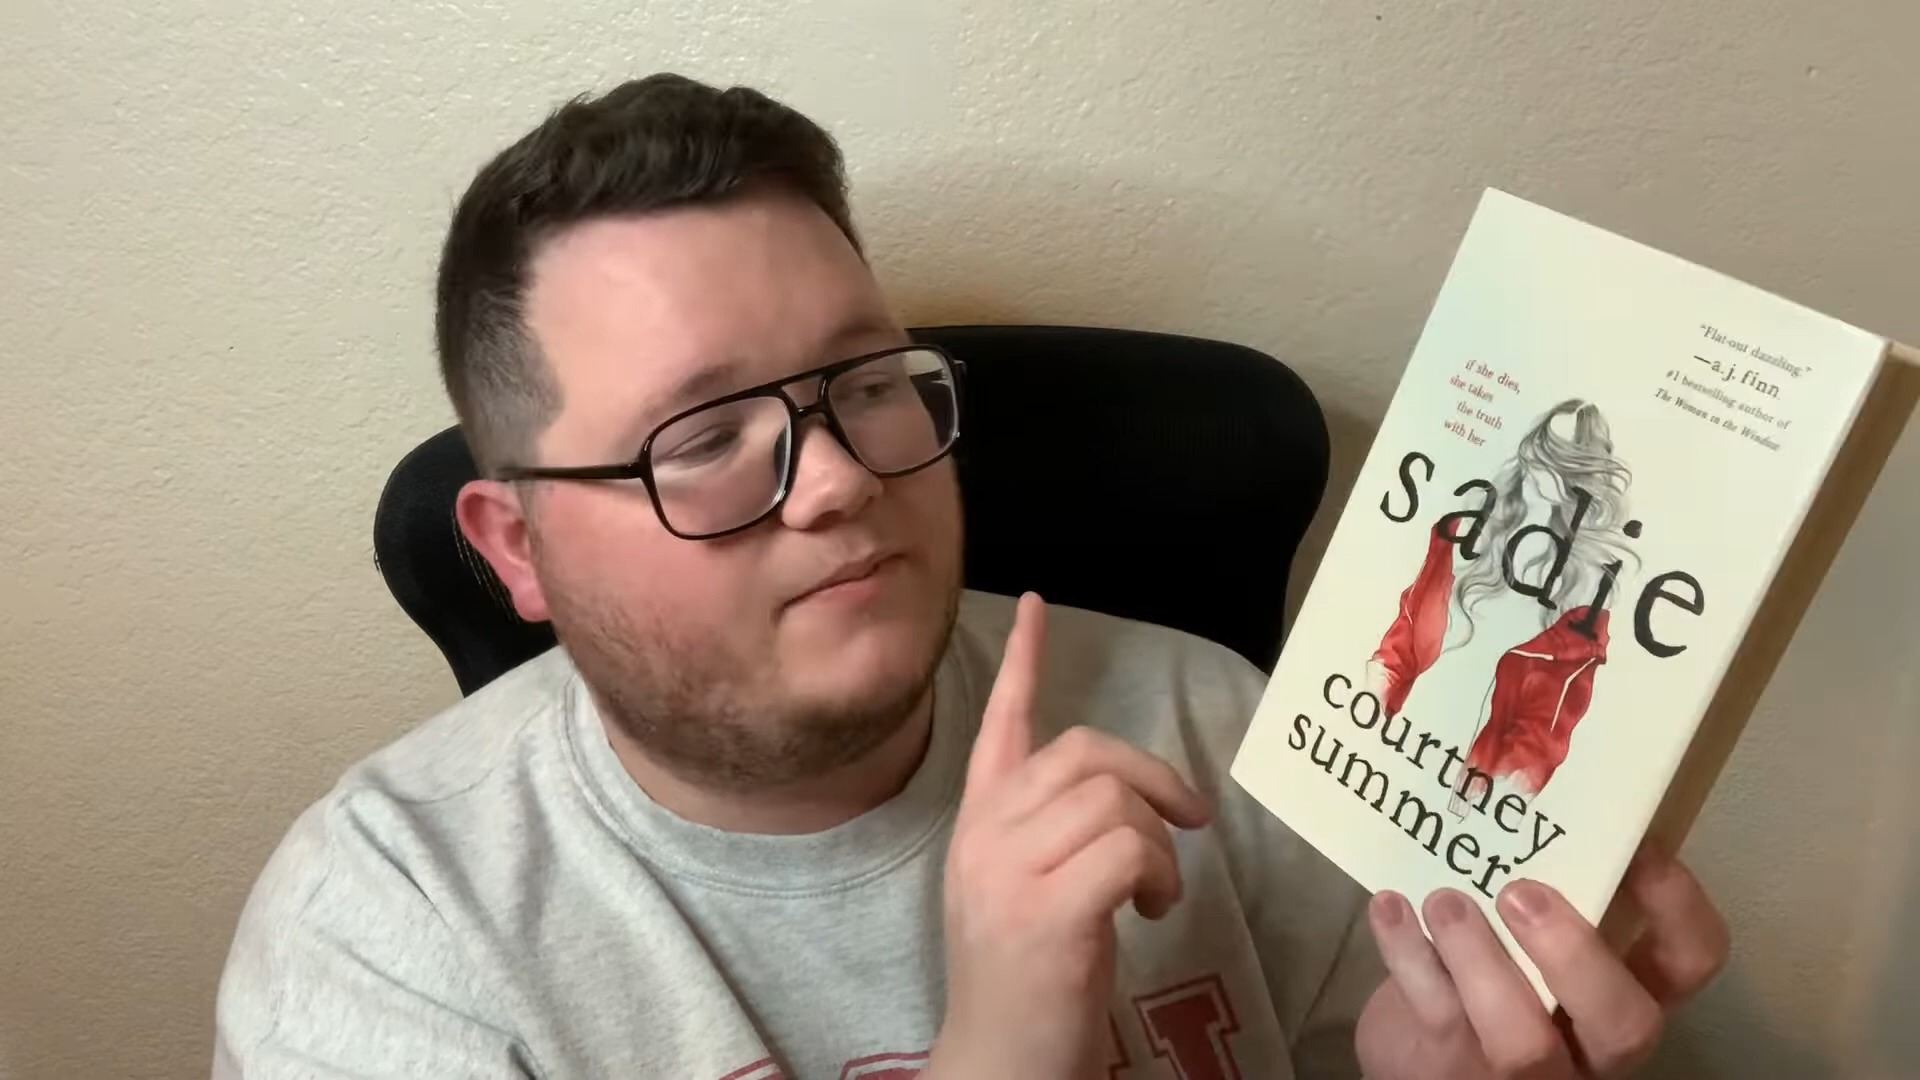 "Flat-out dazzling."
—a.j. finn,
#1 bestselling author of
The Woman in the Window
if she dies,
she takes
the truth
with her
sadie
courtney
summer